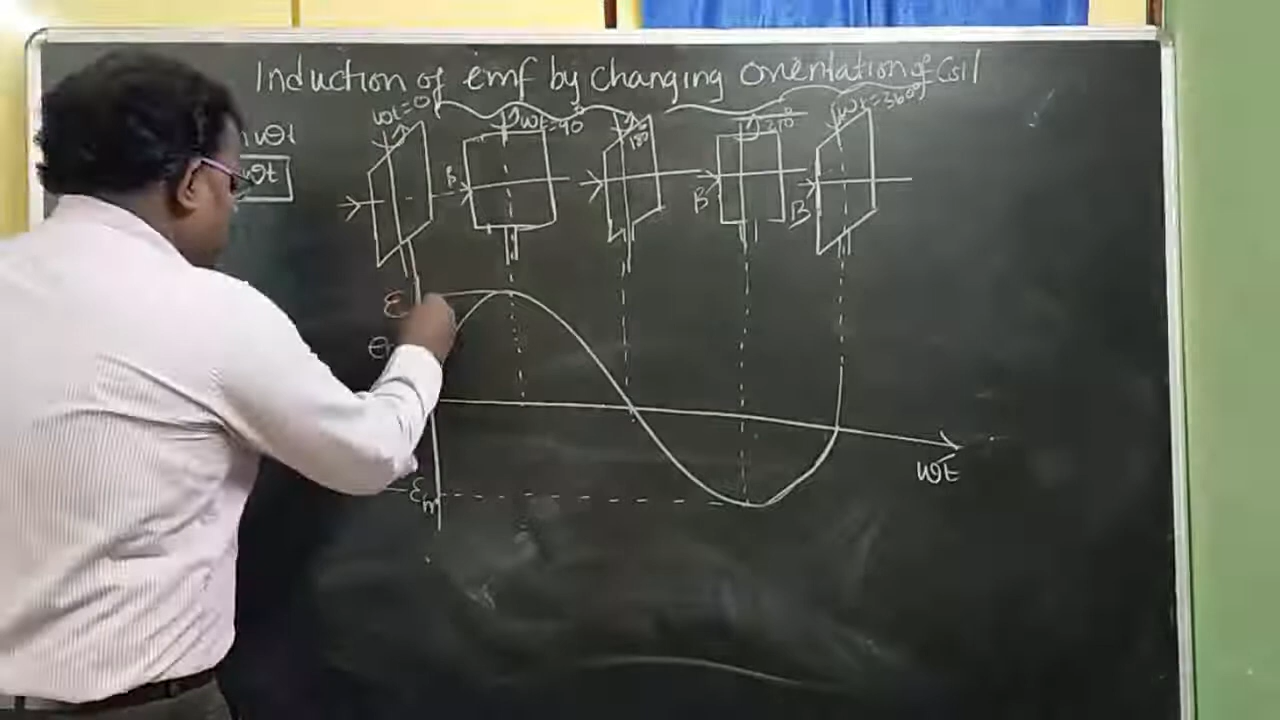 Induction of emf by Changing Orientation of Coil
ωt=0°
ωt=90°
180°
270°
ωt=360°
n ωt
ωt
B
B
B
ε
e
-εm
ωt